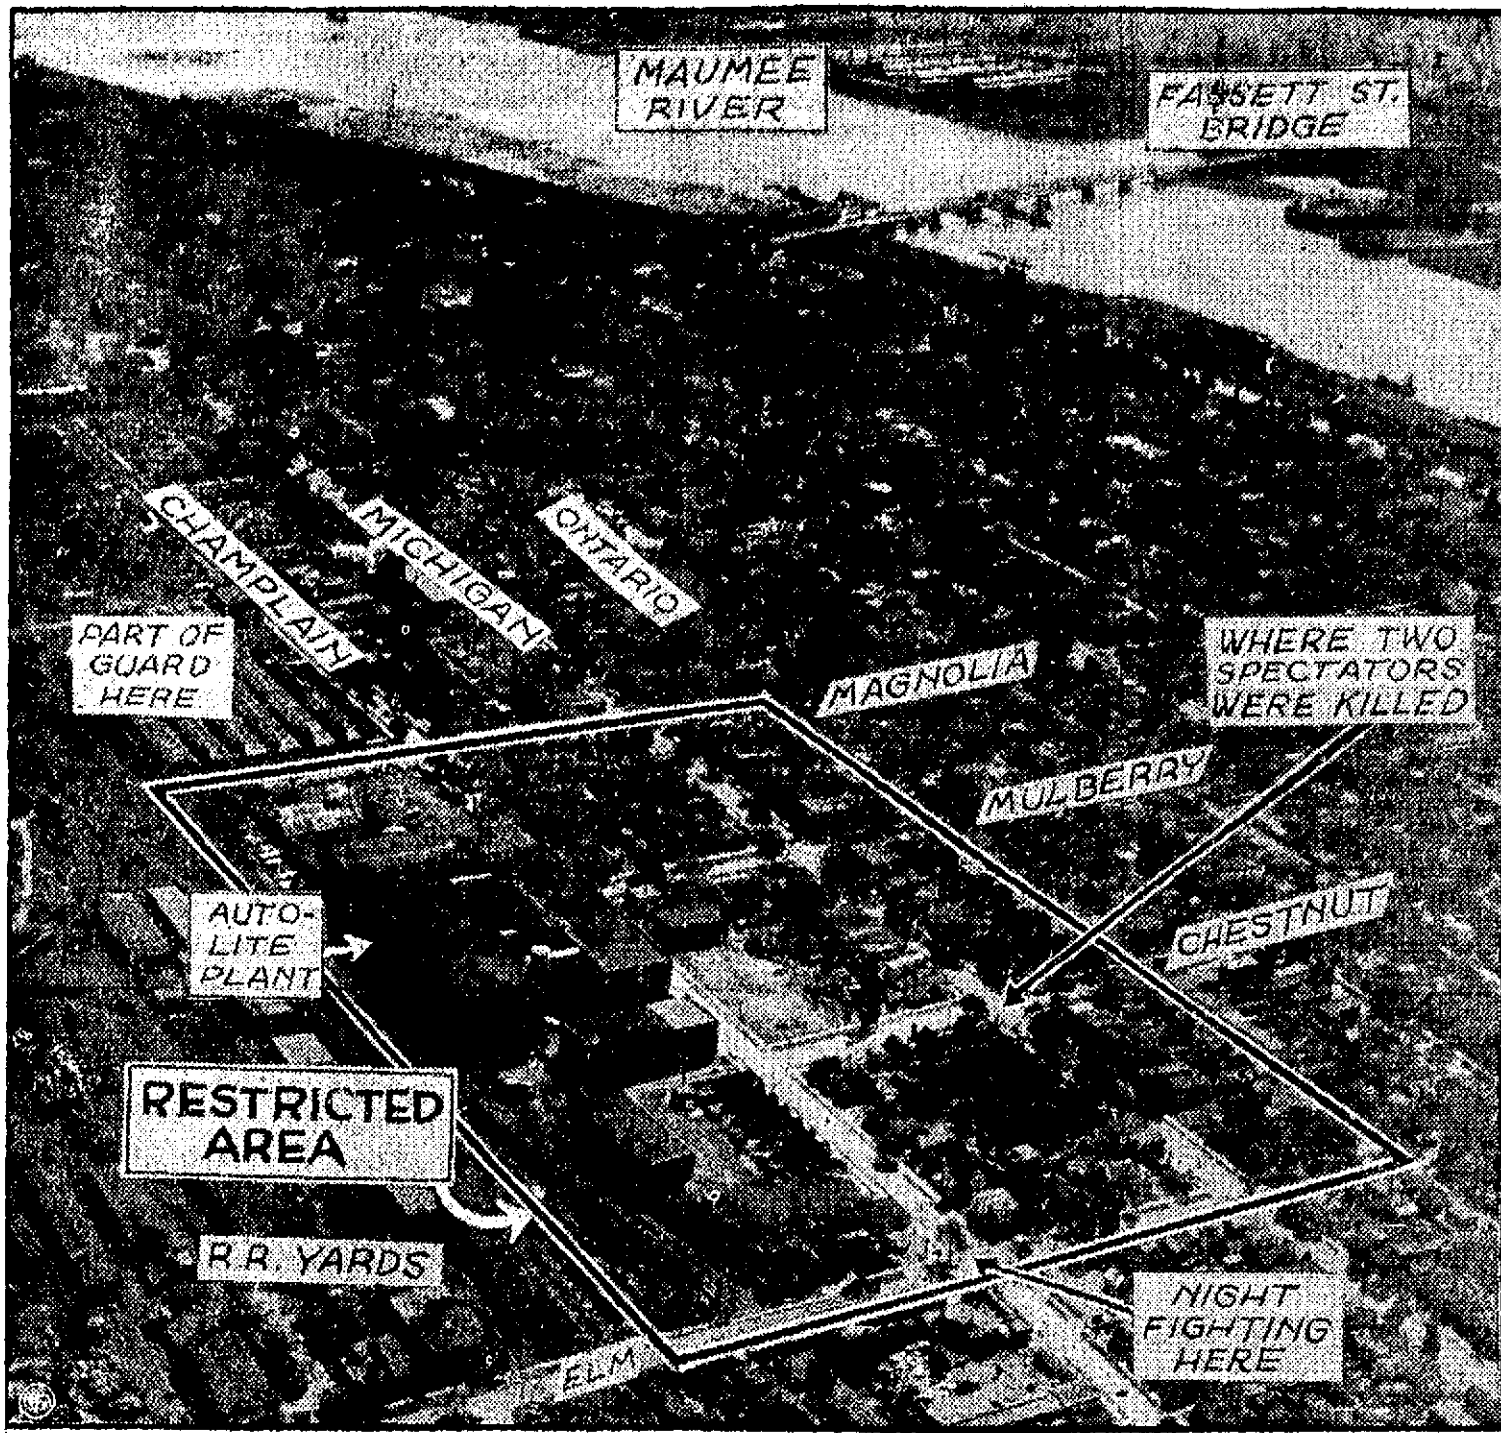 MAUMEE
RIVER
FASSETT ST.
BRIDGE
CHAMPLAIN
MICHIGAN
ONTARIO
PART OF
GUARD
HERE
MAGNOLIA
WHERE TWO
SPECTATORS
WERE KILLED
MULBERRY
AUTO-
LITE
PLANT
CHESTNUT
RESTRICTED
AREA
R.R. YARDS
NIGHT
FIGHTING
HERE
ELM